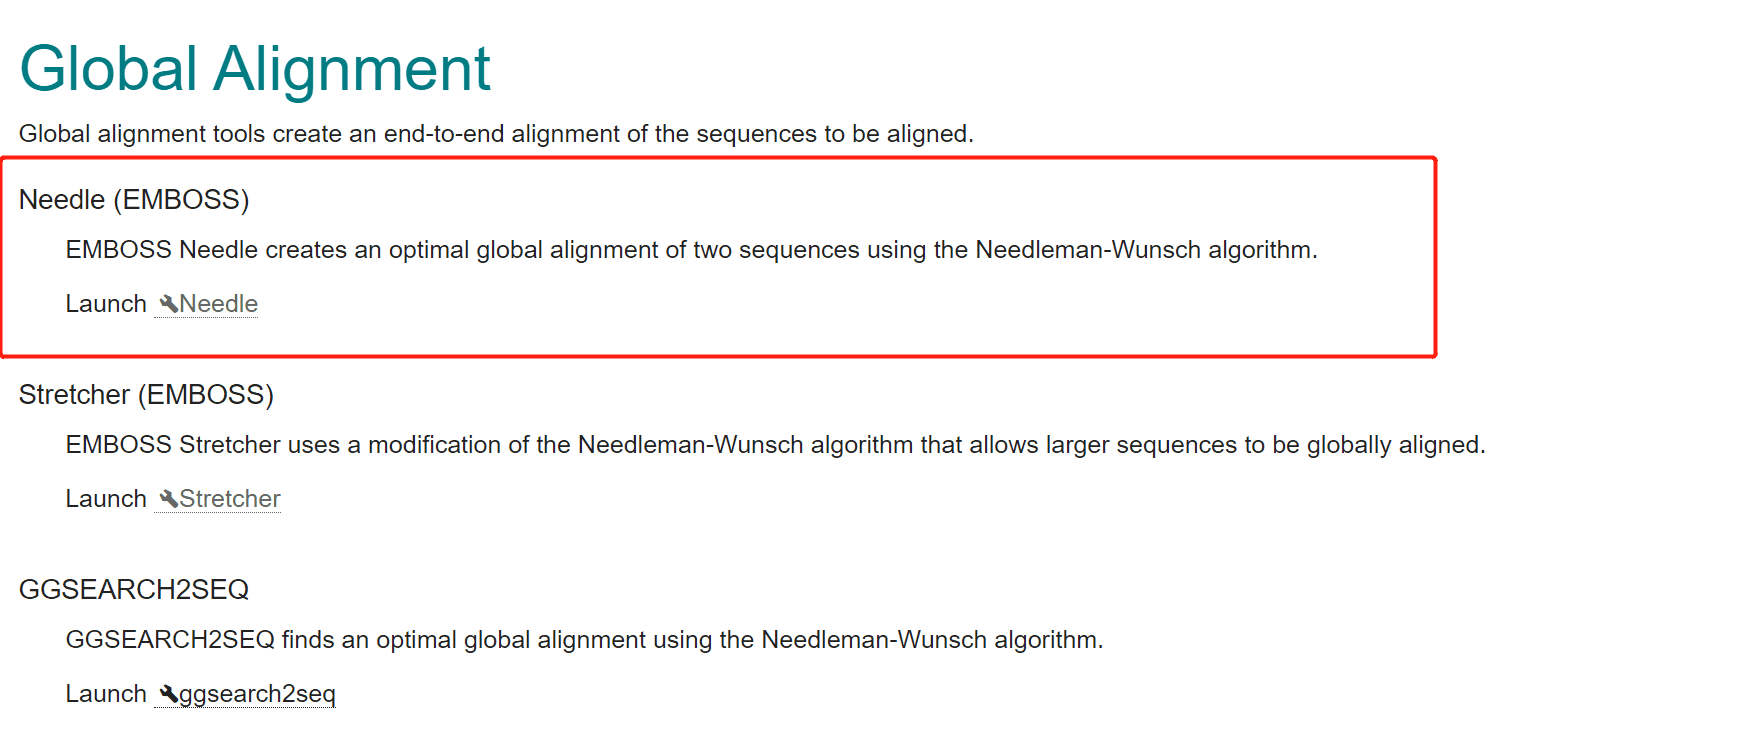 Global Alignment
Global alignment tools create an end-to-end alignment of the sequences to be aligned.
Needle (EMBOSS)
EMBOSS Needle creates an optimal global alignment of two sequences using the Needleman-Wunsch algorithm.
Launch Needle
Stretcher (EMBOSS)
EMBOSS Stretcher uses a modification of the Needleman-Wunsch algorithm that allows larger sequences to be globally aligned.
Launch Stretcher
GGSEARCH2SEQ
GGSEARCH2SEQ finds an optimal global alignment using the Needleman-Wunsch algorithm.
Launch ggsearch2seq